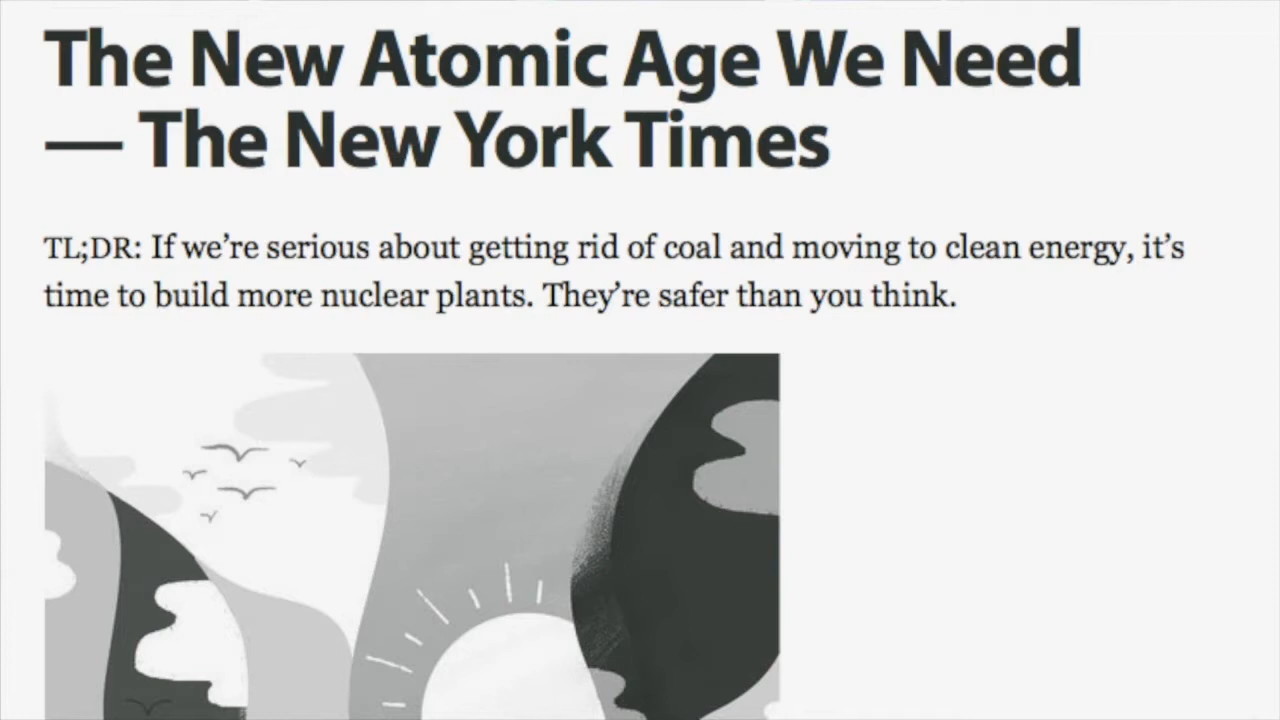 The New Atomic Age We Need
— The New York Times
TL;DR: If we’re serious about getting rid of coal and moving to clean energy, it’s
time to build more nuclear plants. They’re safer than you think.